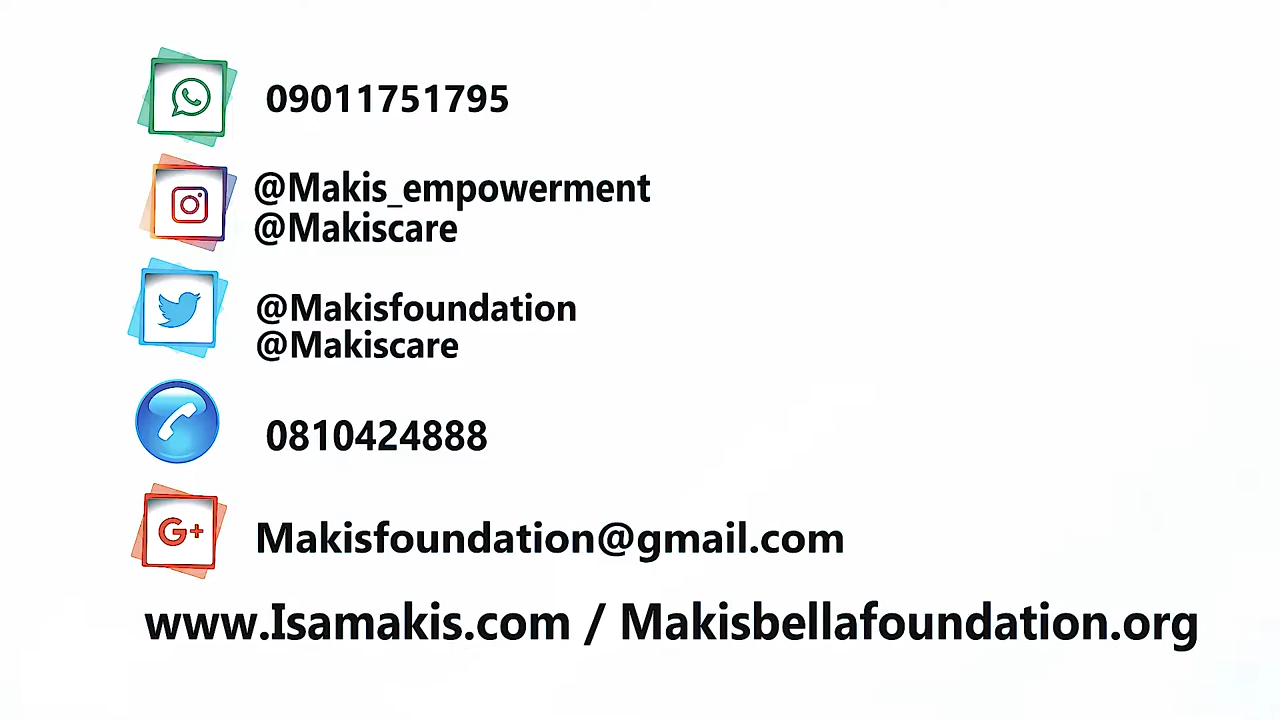 09011751795
@Makis_empowerment
@Makiscare
@Makisfoundation
@Makiscare
0810424888
G+
Makisfoundation@gmail.com
www.Isamakis.com / Makisbellafoundation.org